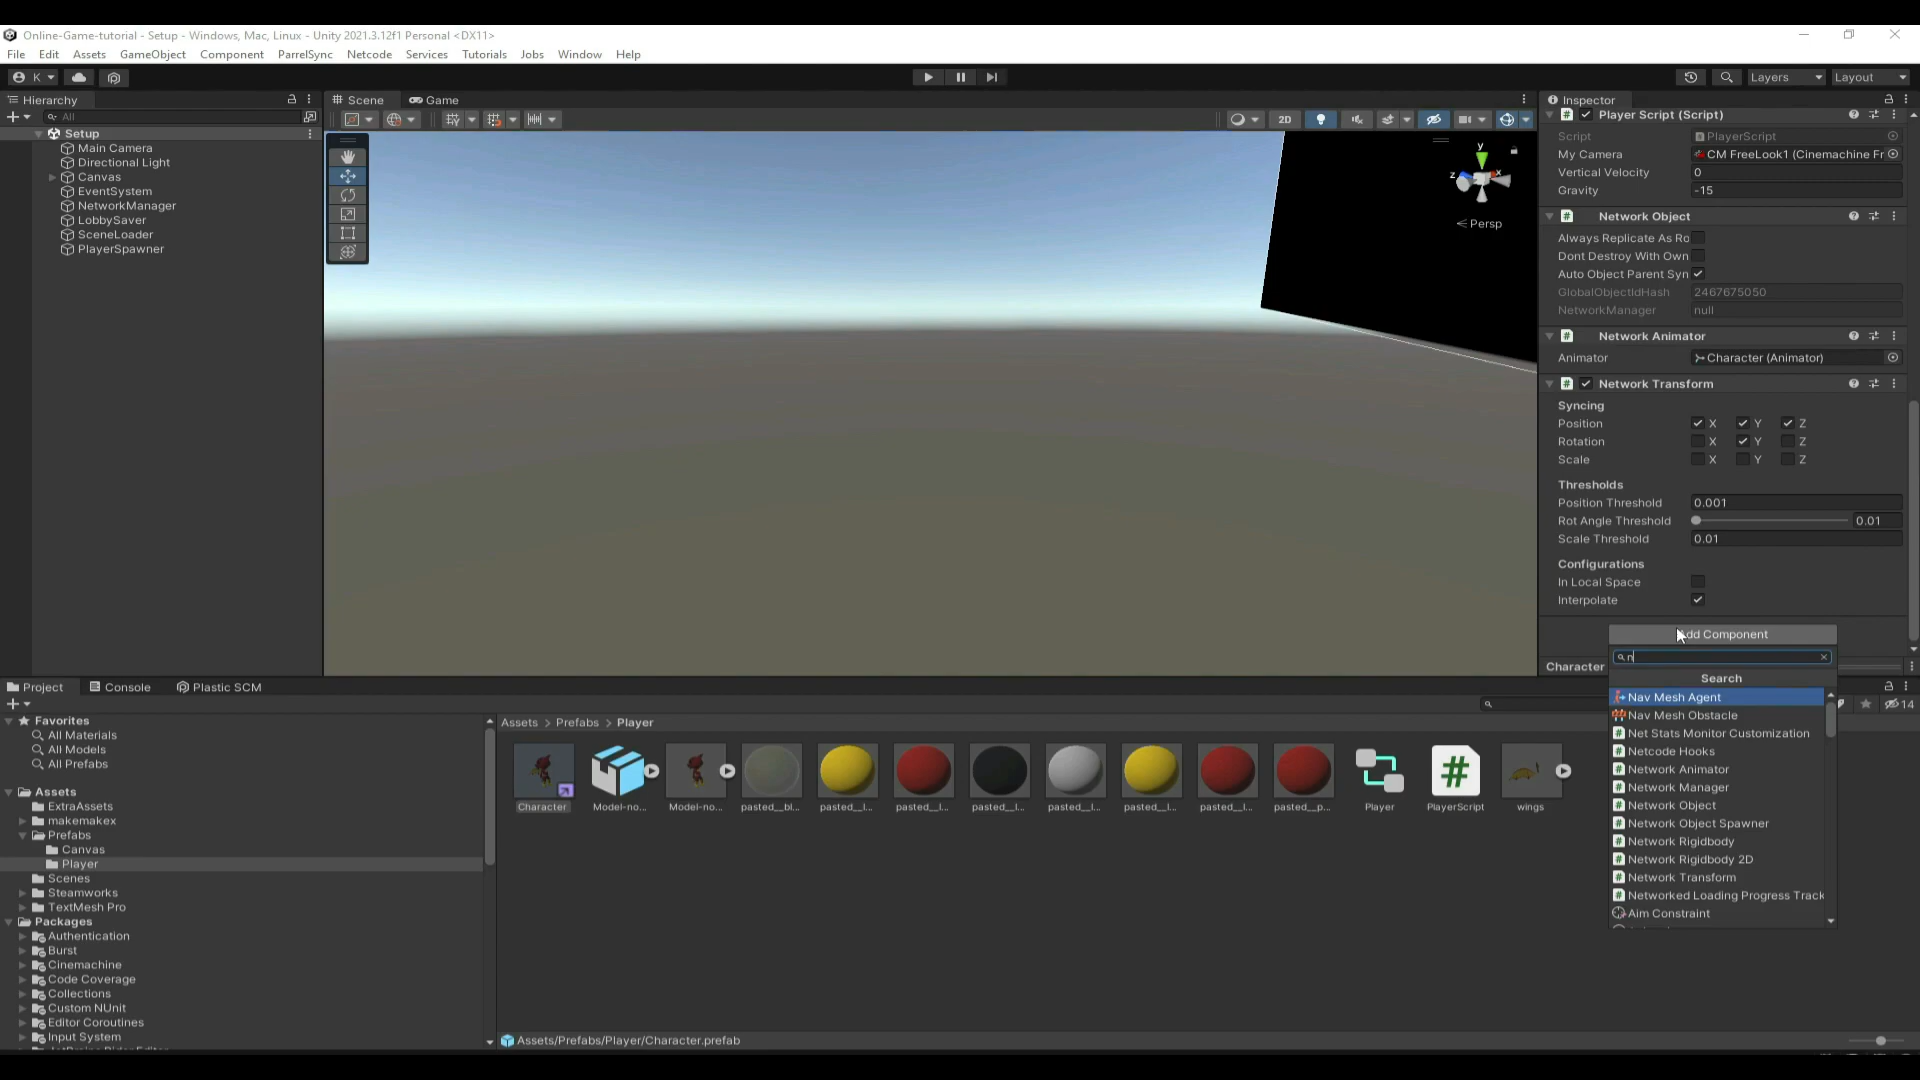 Online-Game-tutorial - Setup - Windows, Mac, Linux - Unity 2021.3.12f1 Personal <DX11>
File Edit Assets GameObject Component ParrelSync Netcode Services Tutorials Jobs Window Help
K
Layers
Layout
Hierarchy
All
Setup
Main Camera
Directional Light
Canvas
EventSystem
NetworkManager
LobbySaver
SceneLoader
PlayerSpawner
Scene Game
2D
y
x
z
Persp
Inspector
Player Script (Script)
Script PlayerScript
My Camera CM FreeLook1 (Cinemachine Fr
Vertical Velocity 0
Gravity -15
Network Object
Always Replicate As Ro
Dont Destroy With Own
Auto Object Parent Syn
GlobalObjectIdHash 2467675050
NetworkManager null
Network Animator
Animator Character (Animator)
Network Transform
Syncing
Position X Y Z
Rotation X Y Z
Scale X Y Z
Thresholds
Position Threshold 0.001
Rot Angle Threshold 0.01
Scale Threshold 0.01
Configurations
In Local Space
Interpolate
Add Component
Character
n
Search
Nav Mesh Agent
Nav Mesh Obstacle
Net Stats Monitor Customization
Netcode Hooks
Network Animator
Network Manager
Network Object
Network Object Spawner
Network Rigidbody
Network Rigidbody 2D
Network Transform
Networked Loading Progress Track
Aim Constraint
Project Console Plastic SCM
14
Favorites
All Materials
All Models
All Prefabs
Assets
ExtraAssets
makemakex
Prefabs
Canvas
Player
Scenes
Steamworks
TextMesh Pro
Packages
Authentication
Burst
Cinemachine
Code Coverage
Collections
Custom NUnit
Editor Coroutines
Input System
Assets > Prefabs > Player
Character Model-no... Model-no... pasted__bl... pasted__l... pasted__l... pasted__l... pasted__l... pasted__l... pasted__l... pasted__p... Player PlayerScript wings
Assets/Prefabs/Player/Character.prefab